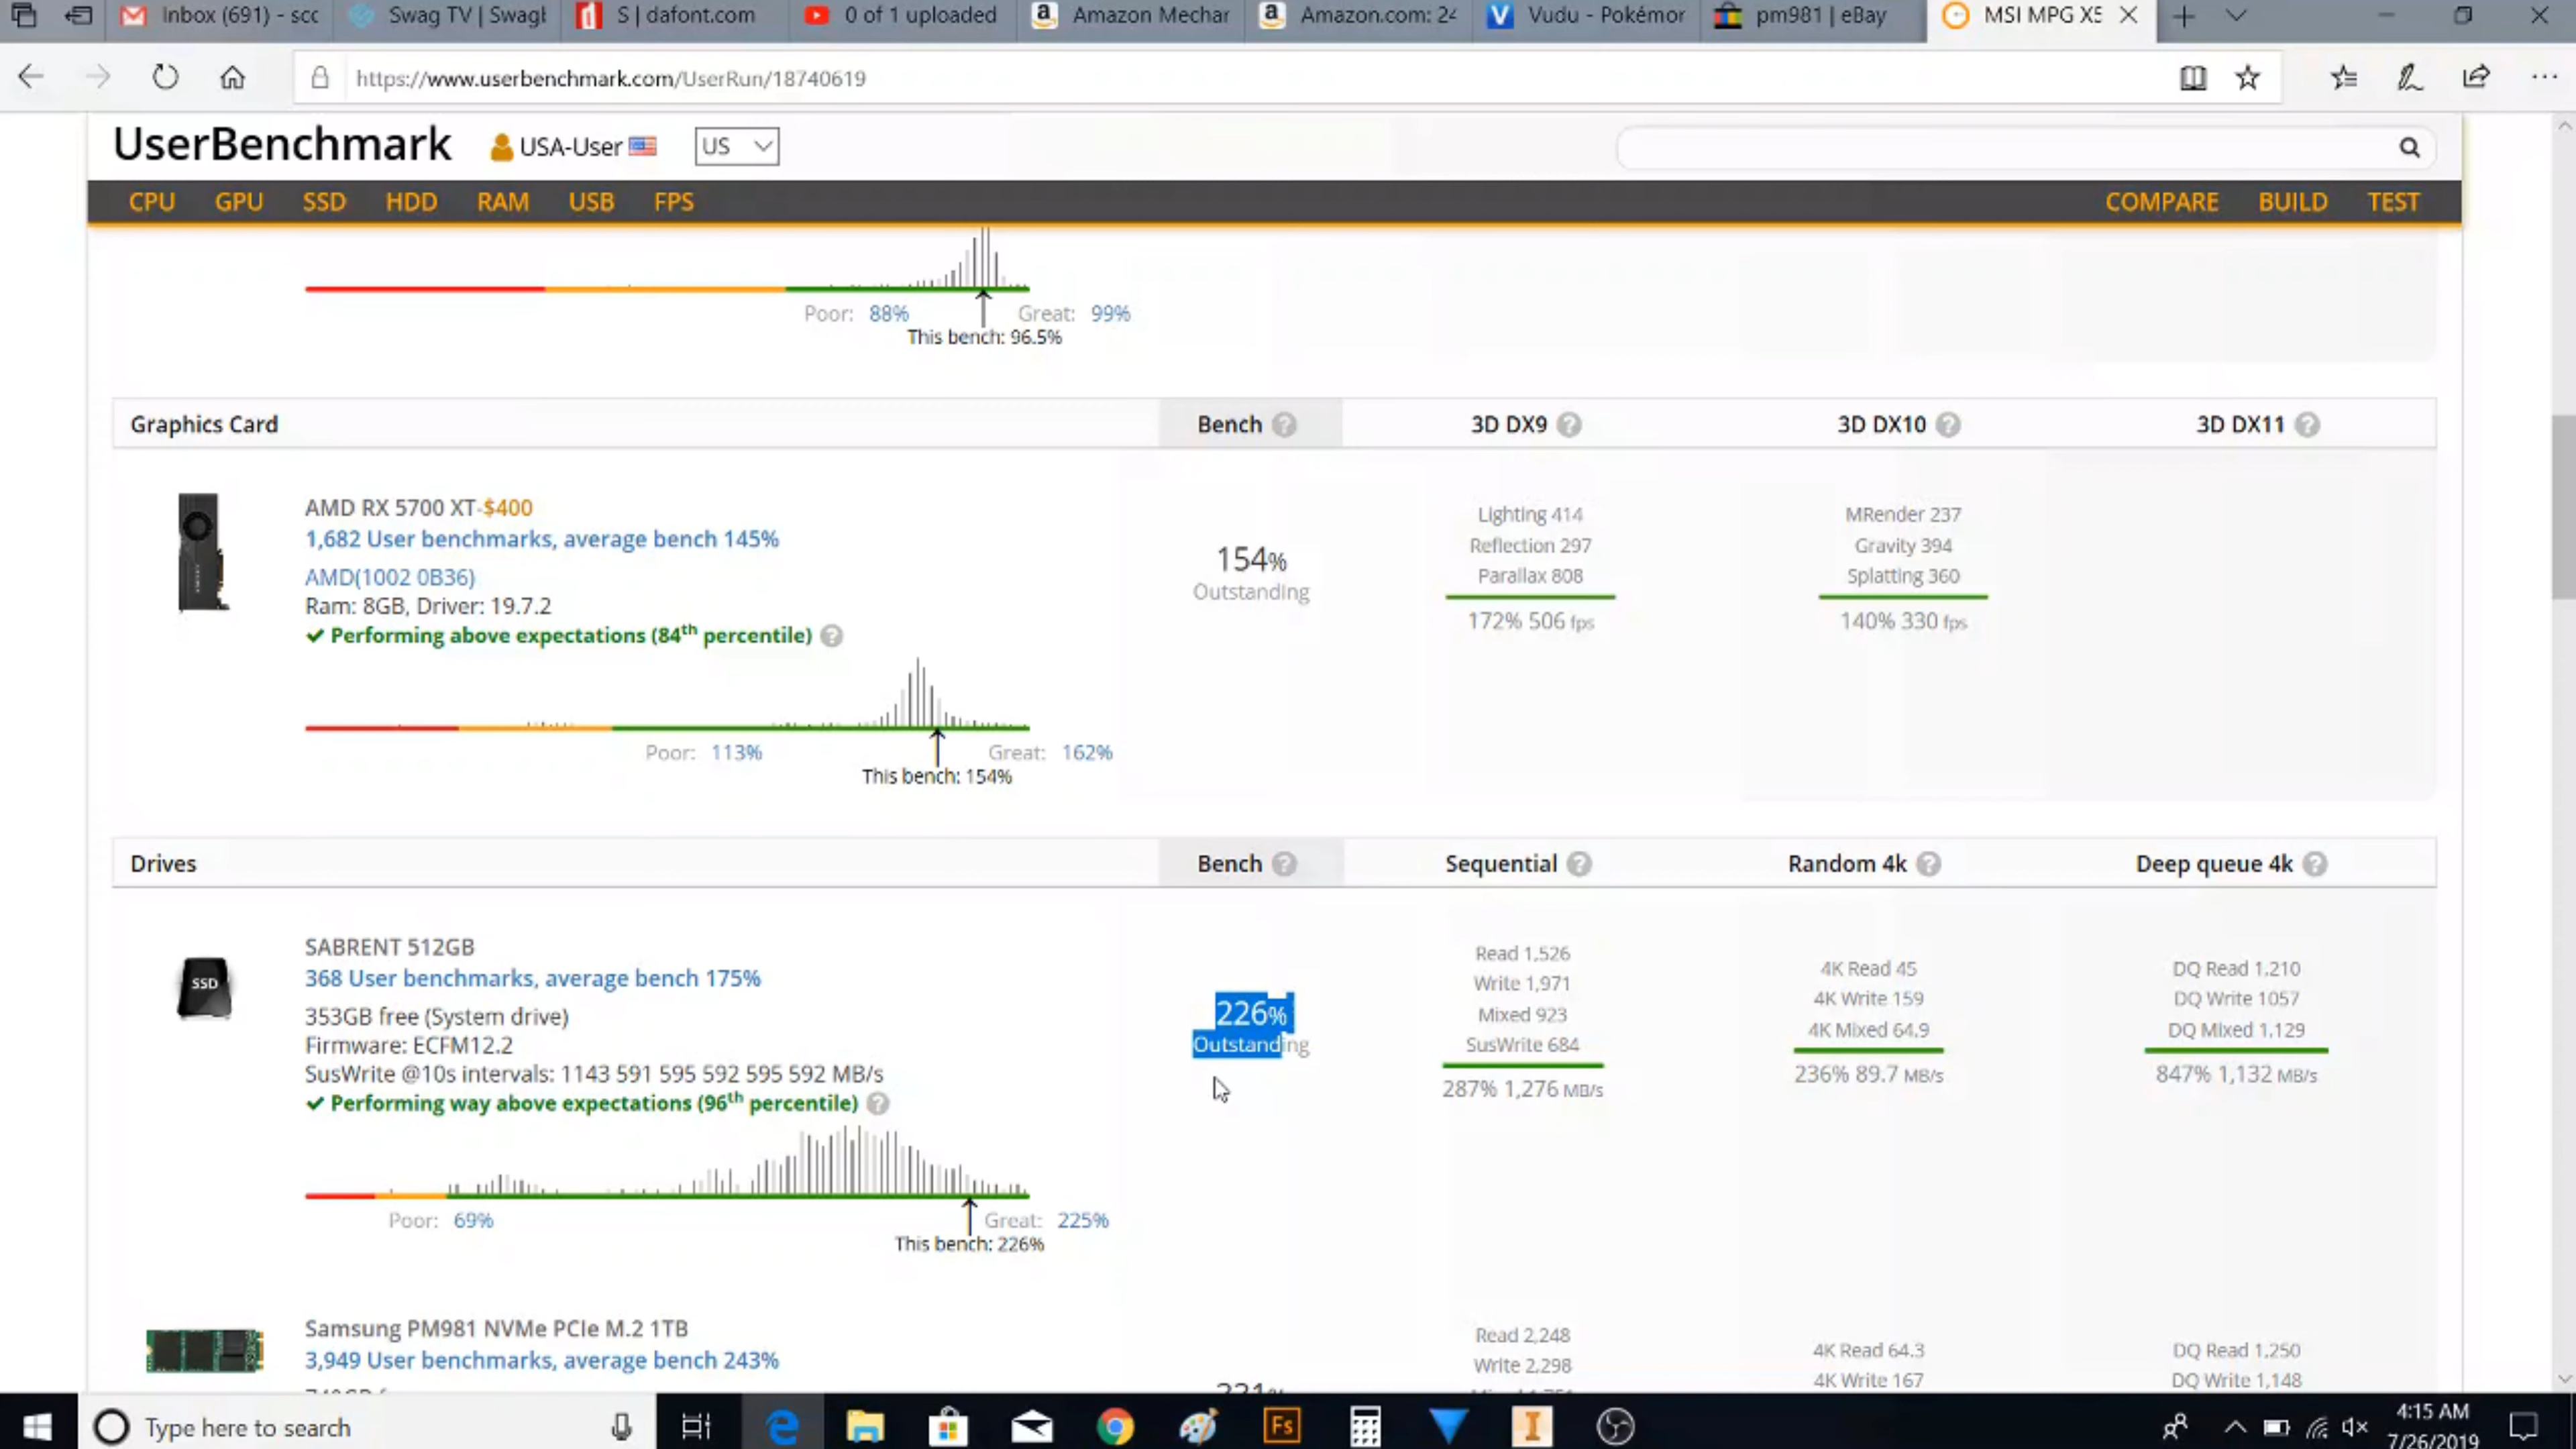 Inbox (691) - scc
Swag TV | Swagb
S | dafont.com
0 of 1 uploaded
Amazon Mechar
Amazon.com: 24
Vudu - Pokémor
pm981 | eBay
MSI MPG X5
https://www.userbenchmark.com/UserRun/18740619
UserBenchmark USA-User US
CPU GPU SSD HDD RAM USB FPS COMPARE BUILD TEST
Poor: 88% Great: 99%
This bench: 96.5%
Graphics Card Bench 3D DX9 3D DX10 3D DX11
AMD RX 5700 XT-$400
1,682 User benchmarks, average bench 145%
AMD(1002 0B36)
Ram: 8GB, Driver: 19.7.2
✔ Performing above expectations (84th percentile)
154%
Outstanding
Lighting 414
Reflection 297
Parallax 808
172% 506 fps
MRender 237
Gravity 394
Splatting 360
140% 330 fps
Poor: 113% Great: 162%
This bench: 154%
Drives Bench Sequential Random 4k Deep queue 4k
SSD
SABRENT 512GB
368 User benchmarks, average bench 175%
353GB free (System drive)
Firmware: ECFM12.2
SusWrite @10s intervals: 1143 591 595 592 595 592 MB/s
✔ Performing way above expectations (96th percentile)
226%
Outstanding
Read 1,526
Write 1,971
Mixed 923
SusWrite 684
287% 1,276 MB/s
4K Read 45
4K Write 159
4K Mixed 64.9
236% 89.7 MB/s
DQ Read 1,210
DQ Write 1057
DQ Mixed 1,129
847% 1,132 MB/s
Poor: 69% Great: 225%
This bench: 226%
Samsung PM981 NVMe PCIe M.2 1TB
3,949 User benchmarks, average bench 243%
Read 2,248
Write 2,298
4K Read 64.3
4K Write 167
DQ Read 1,250
DQ Write 1,148
Type here to search
Fs
I
4:15 AM
7/26/2019